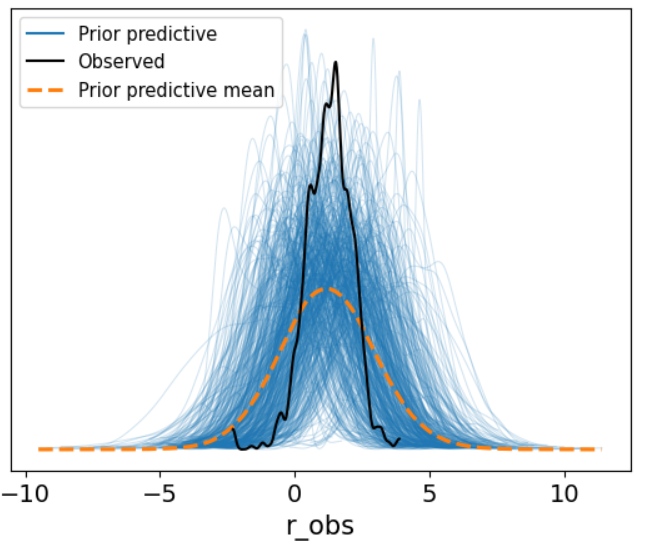 Prior predictive
Observed
Prior predictive mean
−10
−5
0
5
10
r_obs